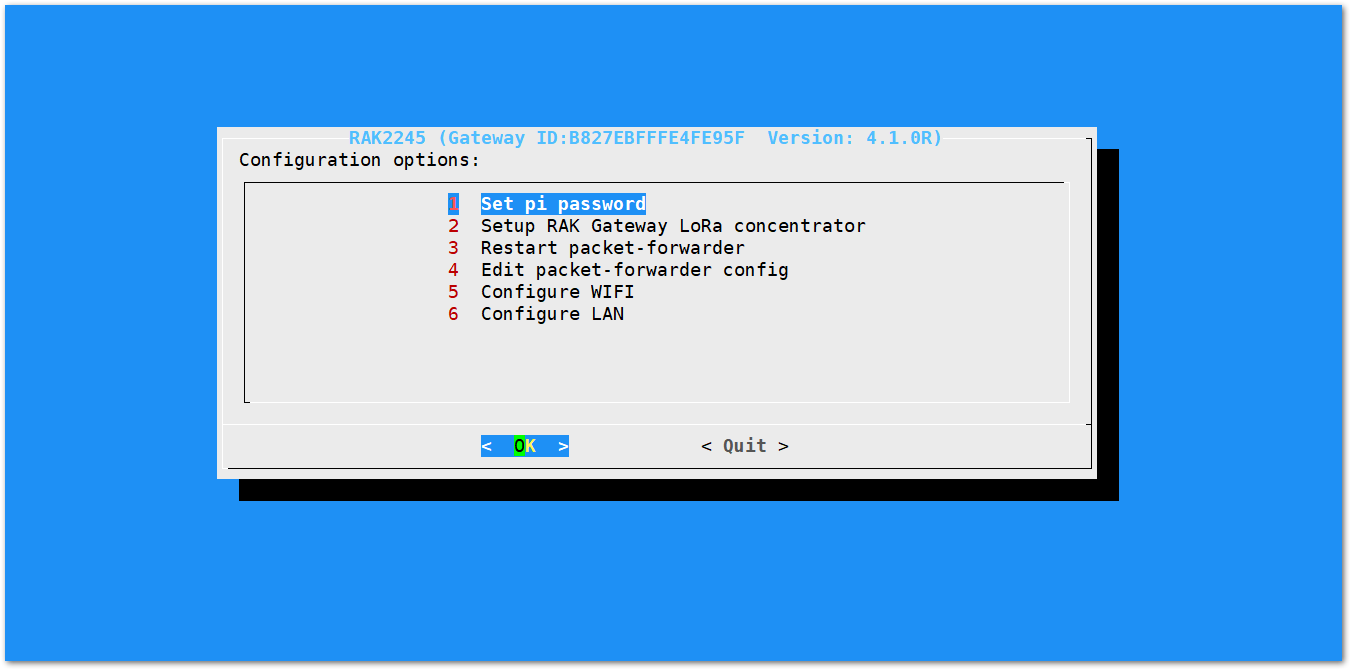 RAK2245 (Gateway ID:B827EBFFFE4FE95F  Version: 4.1.0R)
Configuration options:
1 Set pi password
2 Setup RAK Gateway LoRa concentrator
3 Restart packet-forwarder
4 Edit packet-forwarder config
5 Configure WIFI
6 Configure LAN
<  OK  > < Quit >